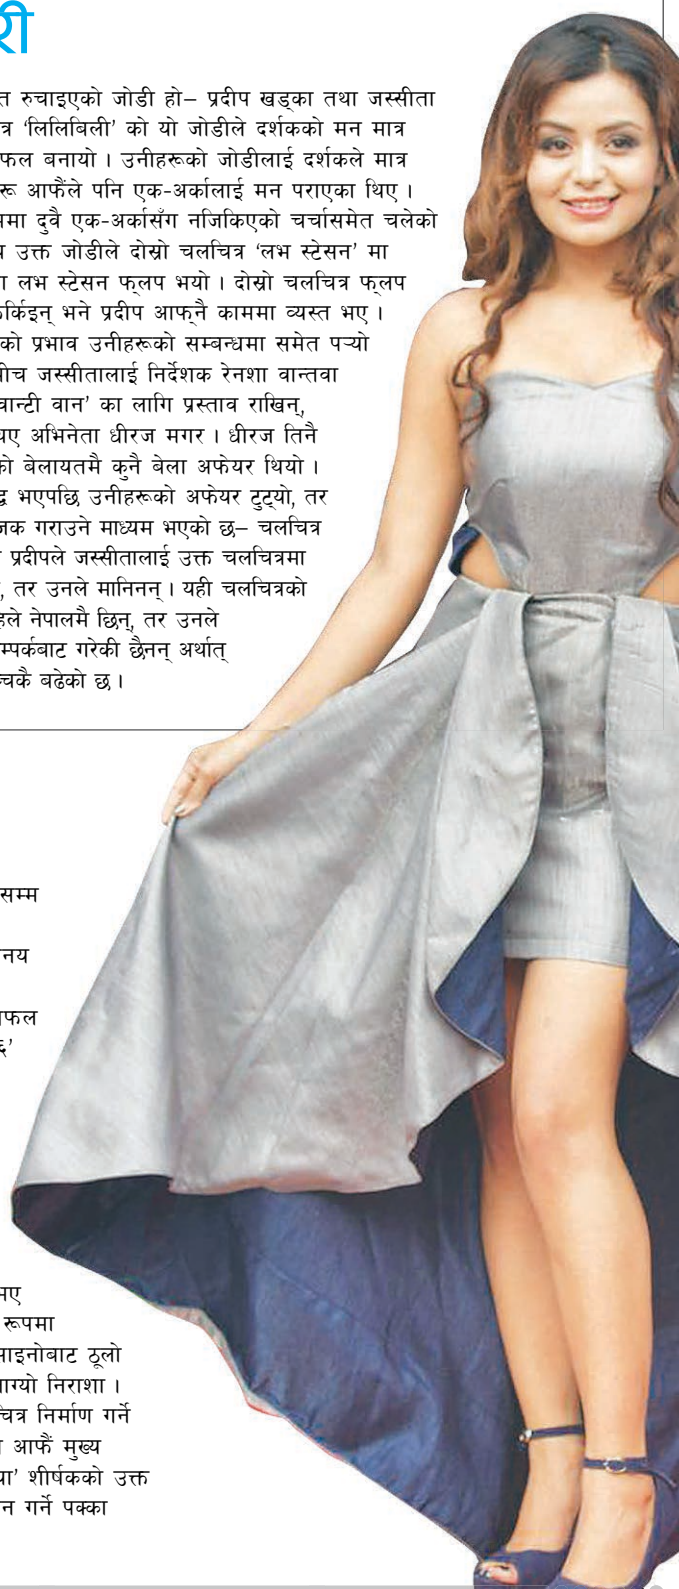 री
त रुचाइएको जोडी हो– प्रदीप खड्का तथा जस्सीता
त्र ‘लिलिबिली’ को यो जोडीले दर्शकको मन मात्र
फल बनायो । उनीहरूको जोडीलाई दर्शकले मात्र
रू आफैंले पनि एक-अर्कालाई मन पराएका थिए ।
समा दुवै एक-अर्कासँग नजिकिएको चर्चासमेत चलेको
उक्त जोडीले दोस्रो चलचित्र ‘लभ स्टेसन’ मा
लभ स्टेसन फ्लप भयो । दोस्रो चलचित्र फ्लप
फर्किइन् भने प्रदीप आफ्नै काममा व्यस्त भए ।
को प्रभाव उनीहरूको सम्बन्धमा समेत पऱ्यो
बीच जस्सीतालाई निर्देशक रेनशा वान्तवा
वान्टी वान’ का लागि प्रस्ताव राखिन्,
अभिनेता धीरज मगर । धीरज तिनै
को बेलायतमै कुनै बेला अफेयर थियो ।
द्ध भएपछि उनीहरूको अफेयर टुट्यो, तर
जक गराउने माध्यम भएको छ– चलचित्र
प्रदीपले जस्सीतालाई उक्त चलचित्रमा
, तर उनले मानिनन् । यही चलचित्रको
हले नेपालमै छिन्, तर उनले
म्पर्कबाट गरेकी छैनन् अर्थात्
च्चकै बढेको छ ।
सम्म
नय
फल
६’
भए
रूपमा
साइनोबाट ठूलो
लाग्यो निराशा ।
चित्र निर्माण गर्ने
आफैं मुख्य
या’ शीर्षकको उक्त
न गर्ने पक्का